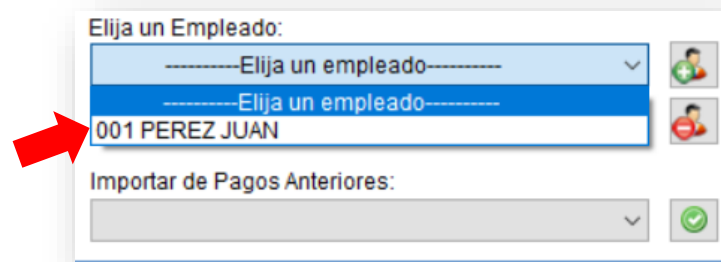 Elija un Empleado:
----------Elija un empleado----------
----------Elija un empleado----------
001 PEREZ JUAN
Importar de Pagos Anteriores: